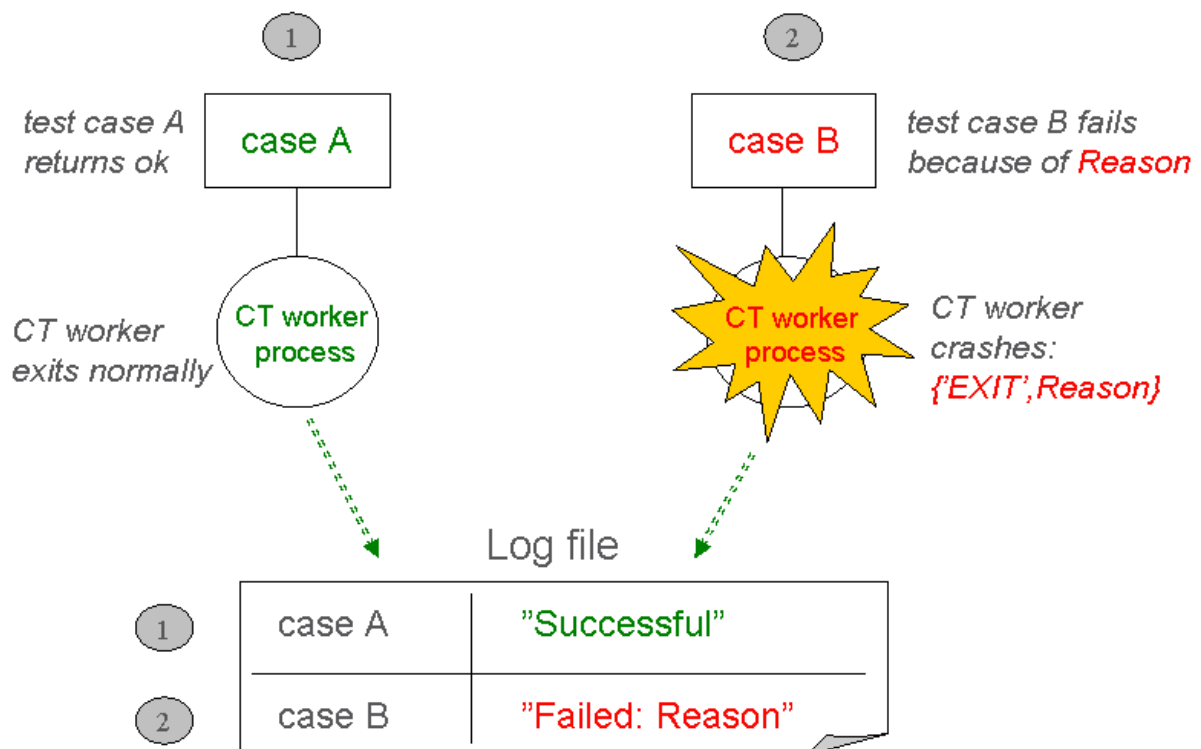 1
2
test case A
returns ok
case A
case B
test case B fails
because of Reason
CT worker
exits normally
CT worker
process
CT worker
process
CT worker
crashes:
{'EXIT',Reason}
Log file
1
case A
”Successful”
2
case B
”Failed: Reason”